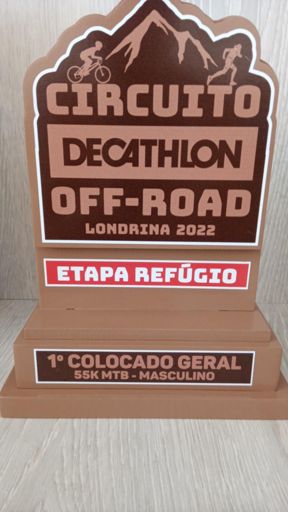 CIRCUITO
DECATHLON
OFF-ROAD
LONDRINA 2022
ETAPA REFÚGIO
1º COLOCADO GERAL
55K MTB - MASCULINO